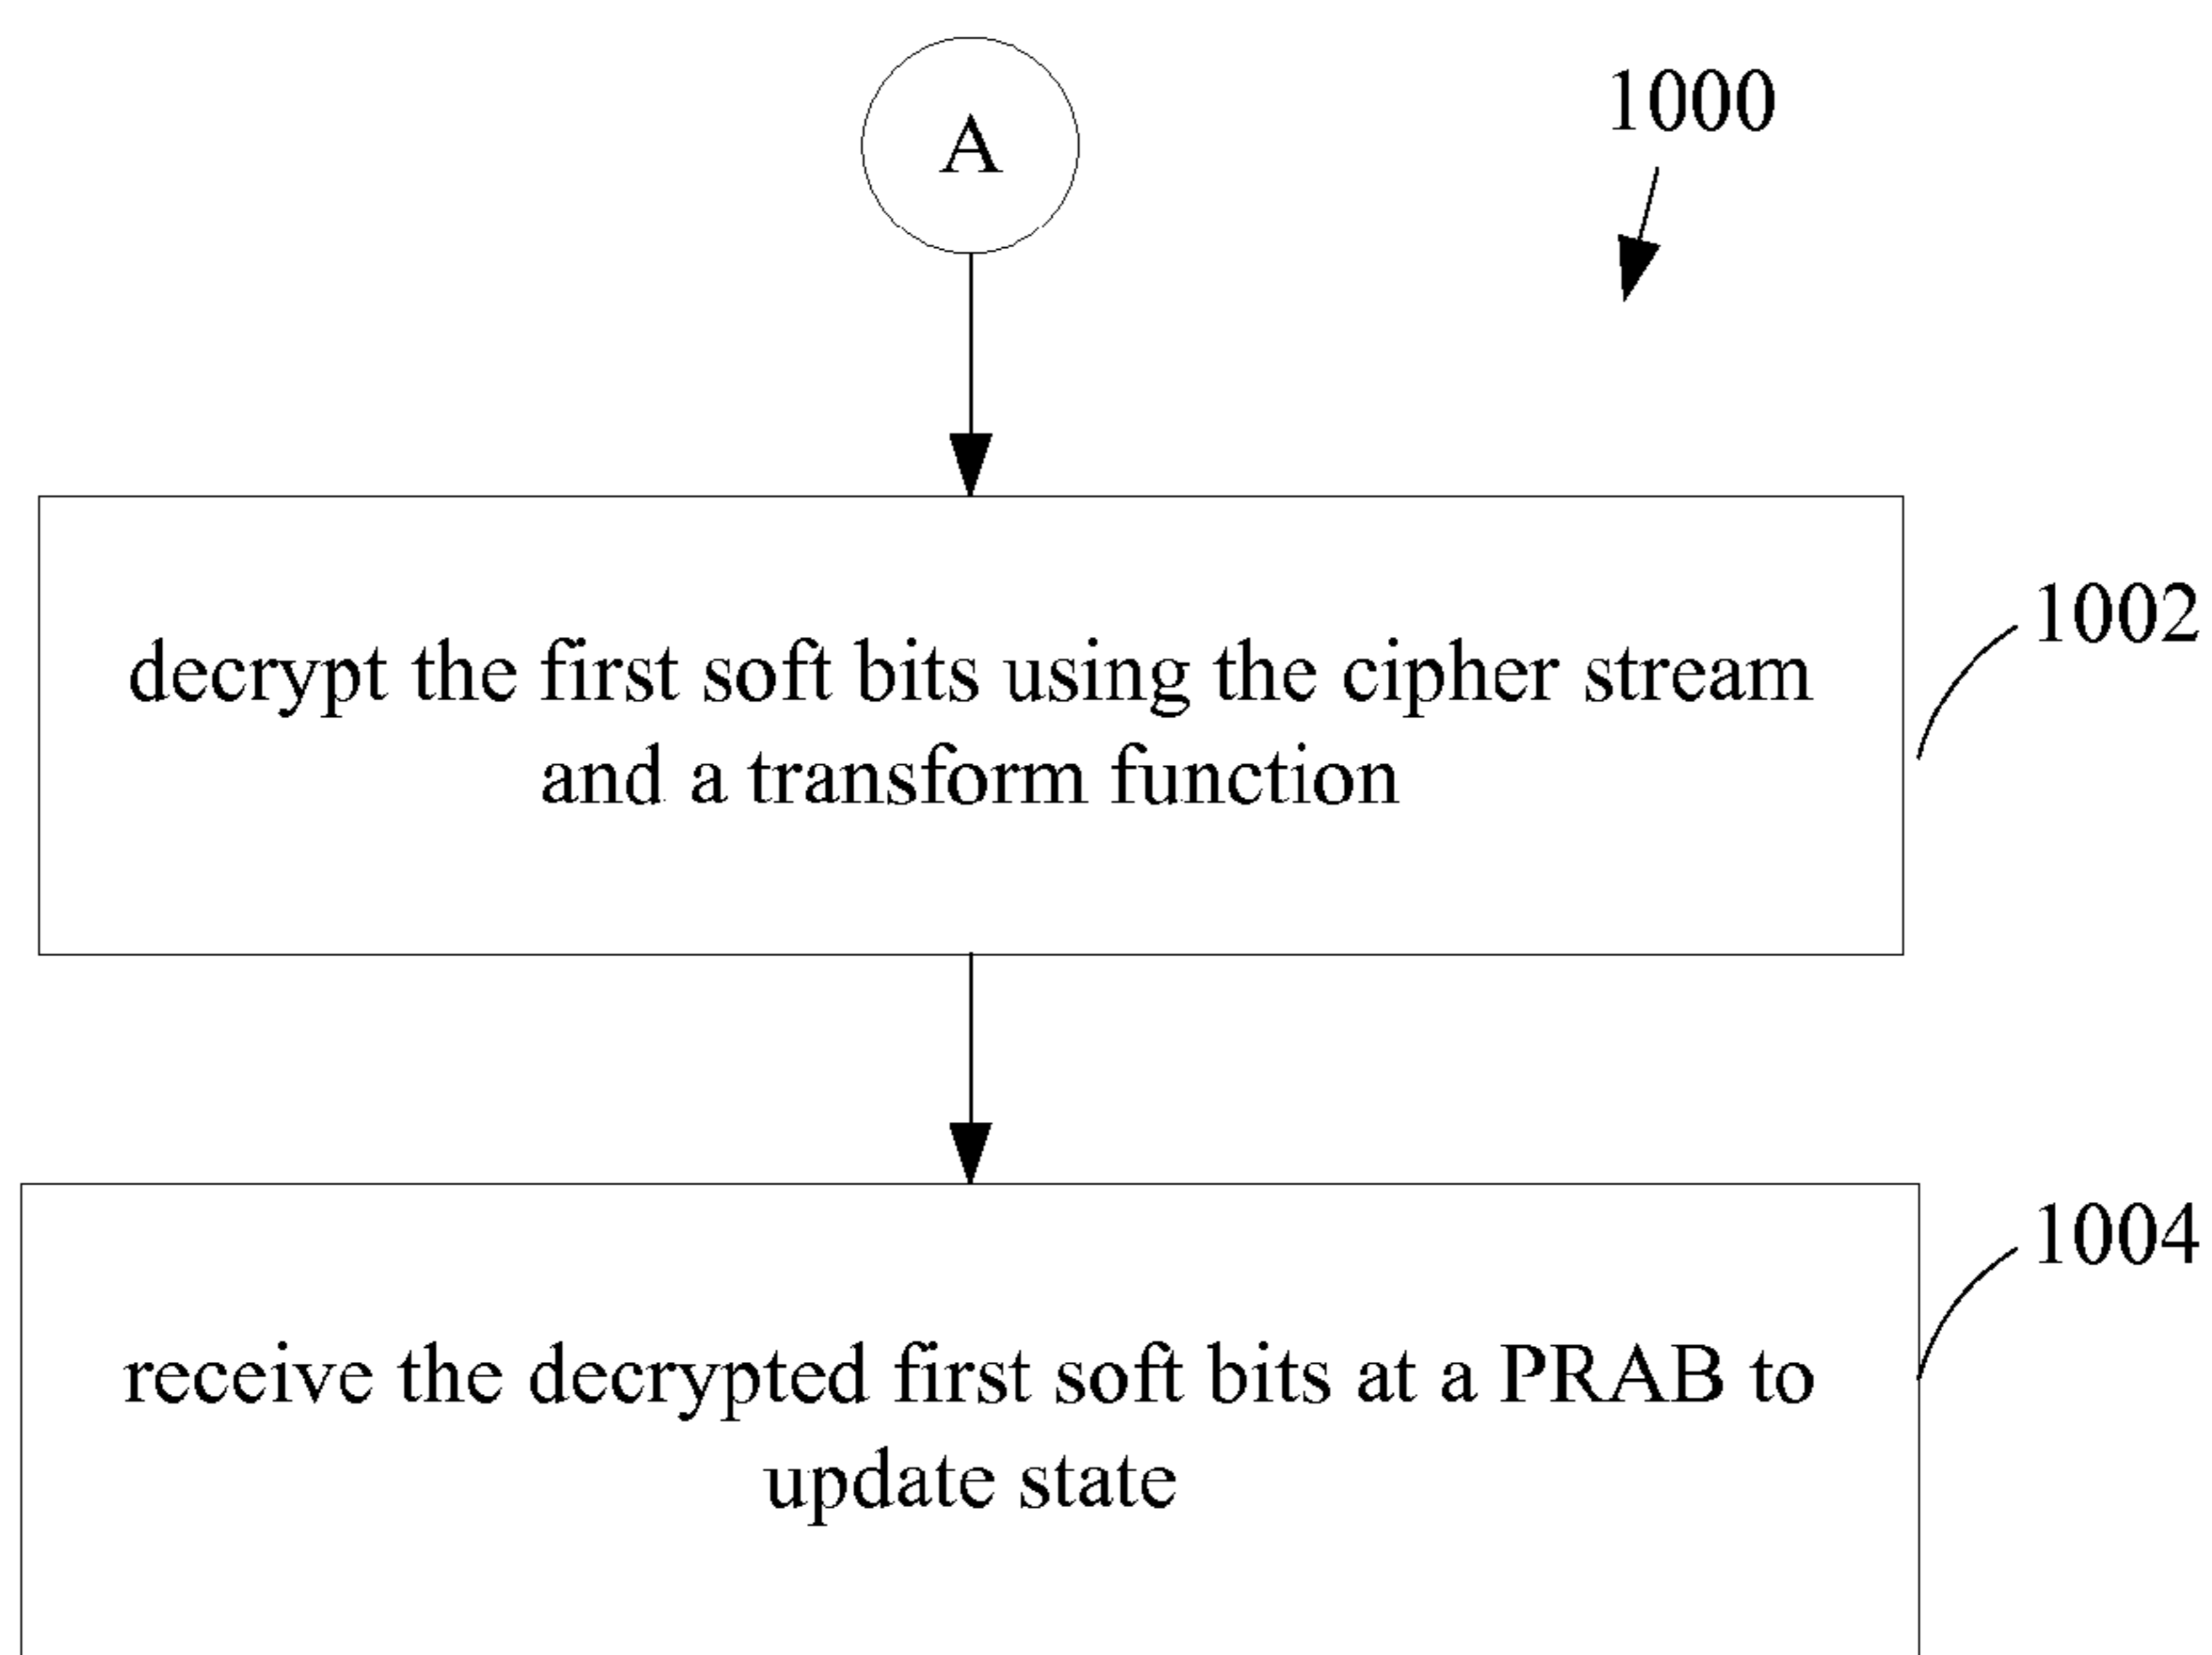 A
1000
1002
decrypt the first soft bits using the cipher stream
and a transform function
1004
receive the decrypted first soft bits at a PRAB to
update state